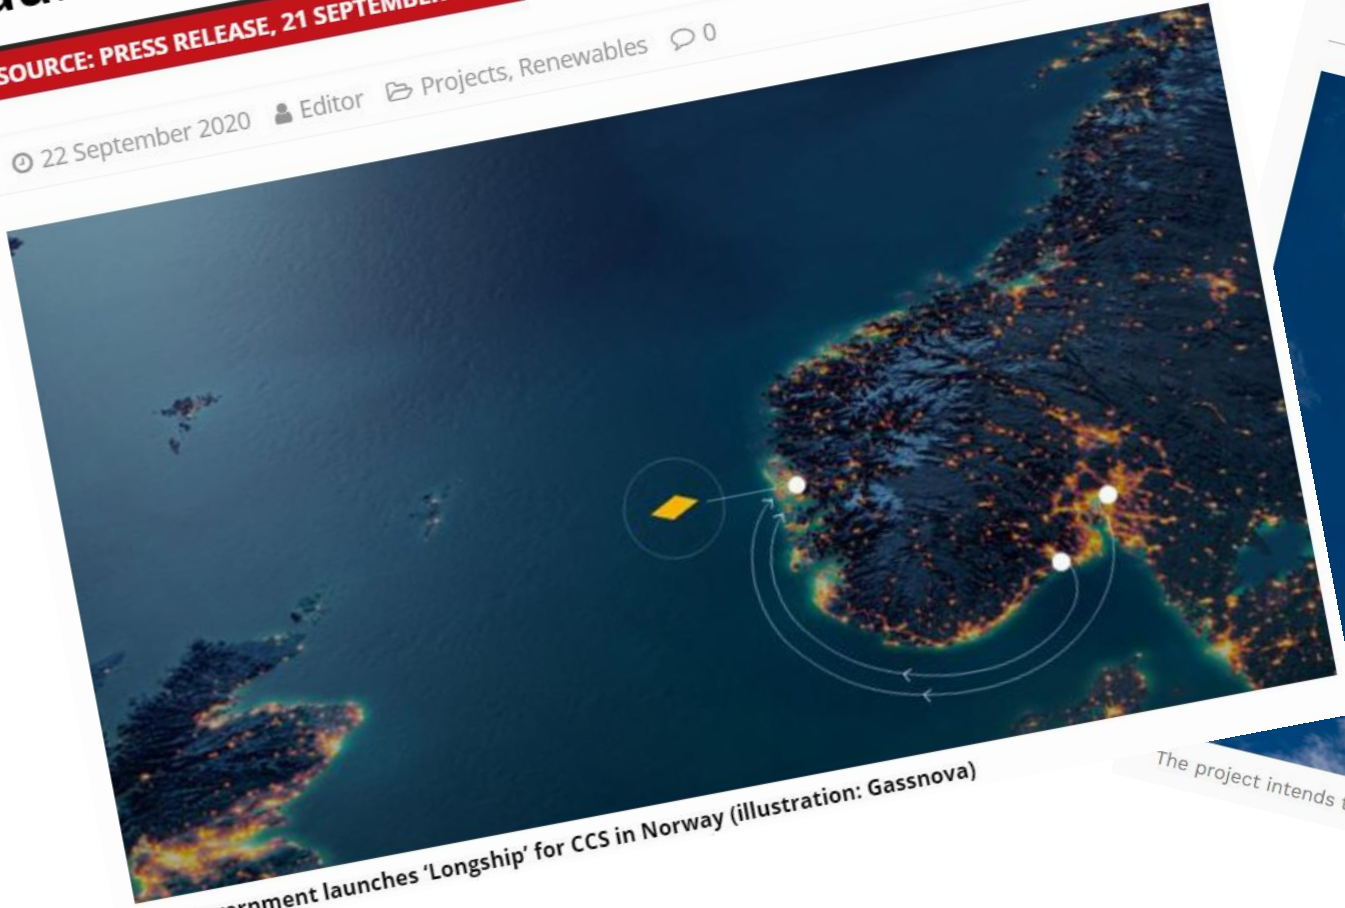 SOURCE: PRESS RELEASE, 21 SEPTEMBER
22 September 2020 Editor Projects, Renewables 0
launches ‘Longship’ for CCS in Norway (illustration: Gassnova)
The project intends